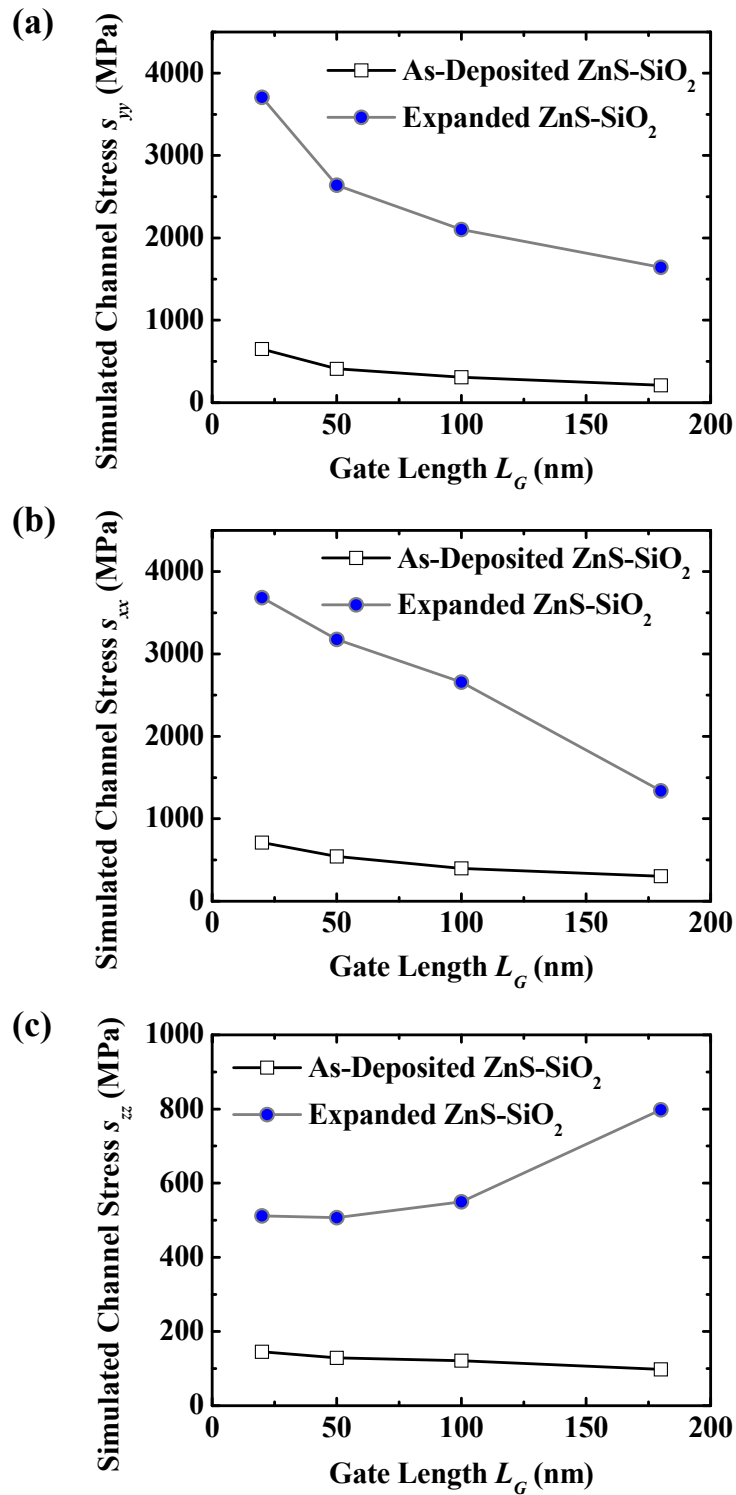 (a)
Simulated Channel Stress s_yy (MPa)
4000
3000
2000
1000
0
As-Deposited ZnS-SiO₂
Expanded ZnS-SiO₂
0 50 100 150 200
Gate Length L_G (nm)
(b)
Simulated Channel Stress s_xx (MPa)
4000
3000
2000
1000
0
As-Deposited ZnS-SiO₂
Expanded ZnS-SiO₂
0 50 100 150 200
Gate Length L_G (nm)
(c)
Simulated Channel Stress s_zz (MPa)
1000
800
600
400
200
0
As-Deposited ZnS-SiO₂
Expanded ZnS-SiO₂
0 50 100 150 200
Gate Length L_G (nm)